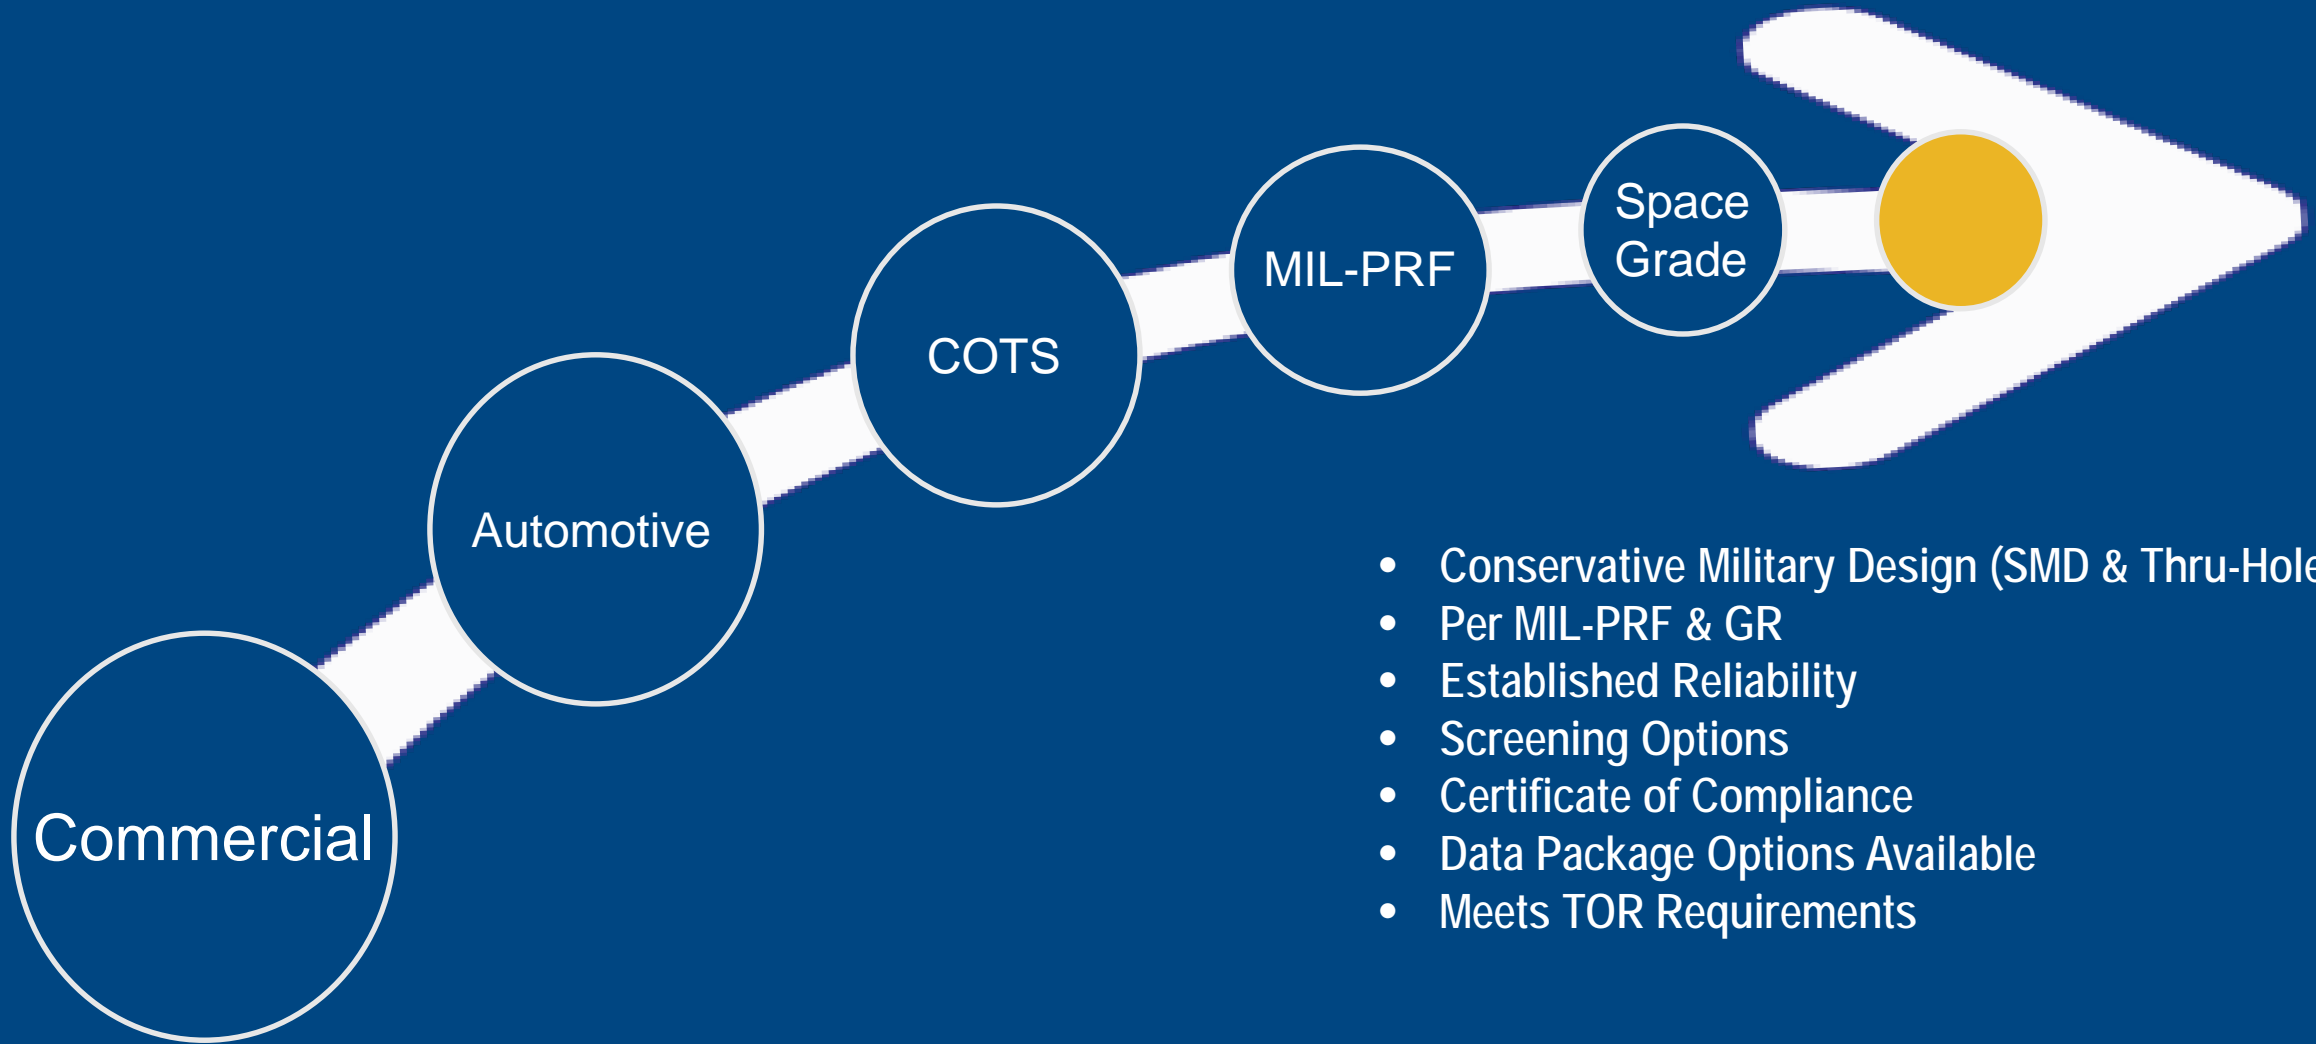 Commercial
Automotive
COTS
MIL-PRF
Space
Grade
• Conservative Military Design (SMD & Thru-Hole
• Per MIL-PRF & GR
• Established Reliability
• Screening Options
• Certificate of Compliance
• Data Package Options Available
• Meets TOR Requirements